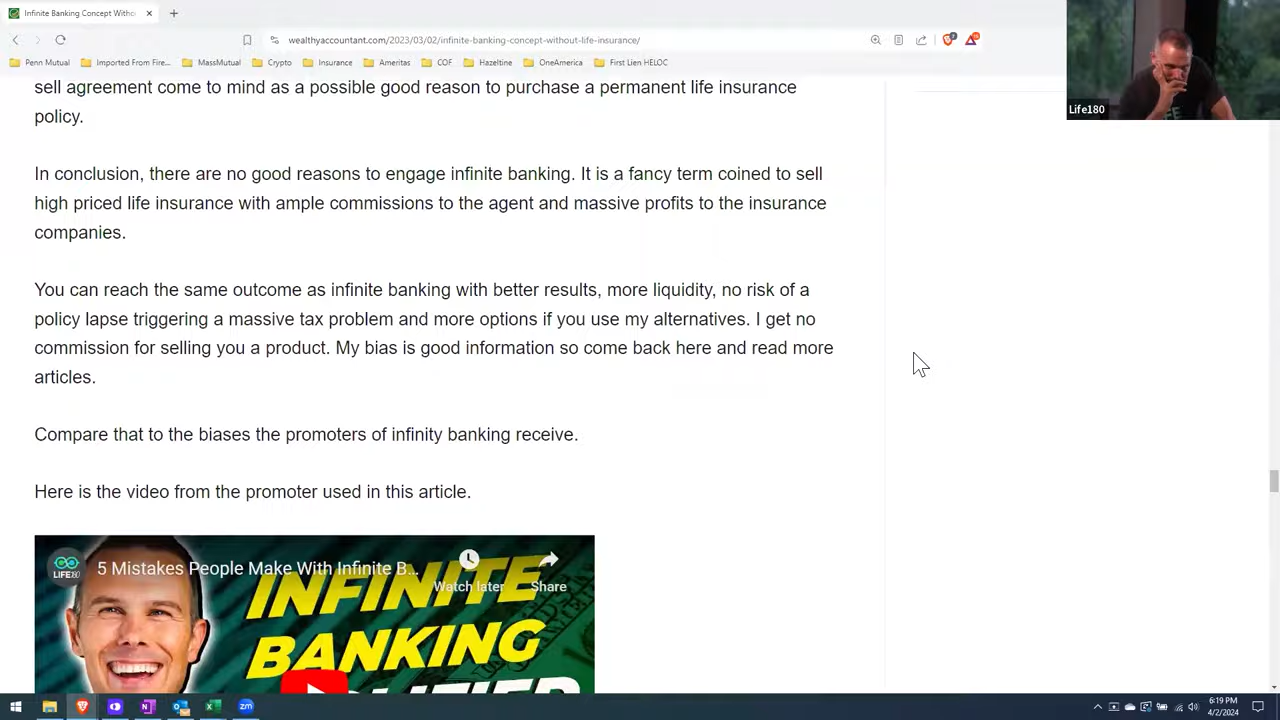 Infinite Banking Concept Witho
wealthyaccountant.com/2023/03/02/infinite-banking-concept-without-life-insurance/
Penn Mutual Imported From Fire... MassMutual Crypto Insurance Ameritas COF Hazeltine OneAmerica First Lien HELOC
Life180
sell agreement come to mind as a possible good reason to purchase a permanent life insurance
policy.
In conclusion, there are no good reasons to engage infinite banking. It is a fancy term coined to sell
high priced life insurance with ample commissions to the agent and massive profits to the insurance
companies.
You can reach the same outcome as infinite banking with better results, more liquidity, no risk of a
policy lapse triggering a massive tax problem and more options if you use my alternatives. I get no
commission for selling you a product. My bias is good information so come back here and read more
articles.
Compare that to the biases the promoters of infinity banking receive.
Here is the video from the promoter used in this article.
LIFE180
5 Mistakes People Make With Infinite B...
Watch later Share
INFINITE
BANKING
6:19 PM
4/2/2024